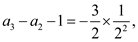 a₃ − a₂ − 1 = −3/2 × 1/2²,